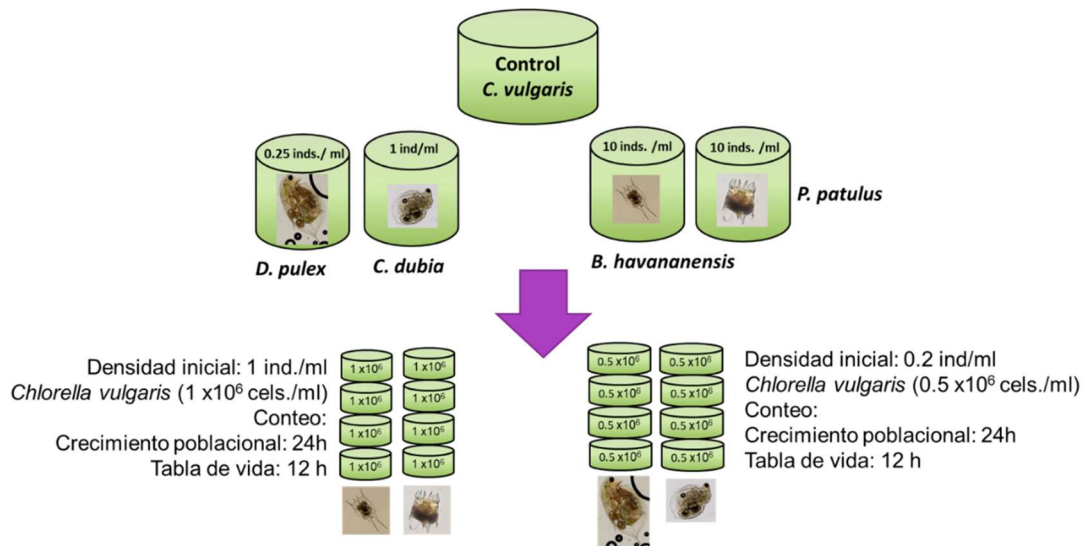 Control
C. vulgaris
0.25 inds./ ml
1 ind/ml
10 inds. /ml
10 inds. /ml
P. patulus
D. pulex
C. dubia
B. havananensis
Densidad inicial: 1 ind./ml
Chlorella vulgaris (1 x10⁶ cels./ml)
Conteo:
Crecimiento poblacional: 24h
Tabla de vida: 12 h
1 x10⁶ 1 x10⁶
1 x10⁶ 1 x10⁶
1 x10⁶ 1 x10⁶
1 x10⁶ 1 x10⁶
0.5 x10⁶ 0.5 x10⁶
0.5 x10⁶ 0.5 x10⁶
0.5 x10⁶ 0.5 x10⁶
0.5 x10⁶ 0.5 x10⁶
Densidad inicial: 0.2 ind/ml
Chlorella vulgaris (0.5 x10⁶ cels./ml)
Conteo:
Crecimiento poblacional: 24h
Tabla de vida: 12 h